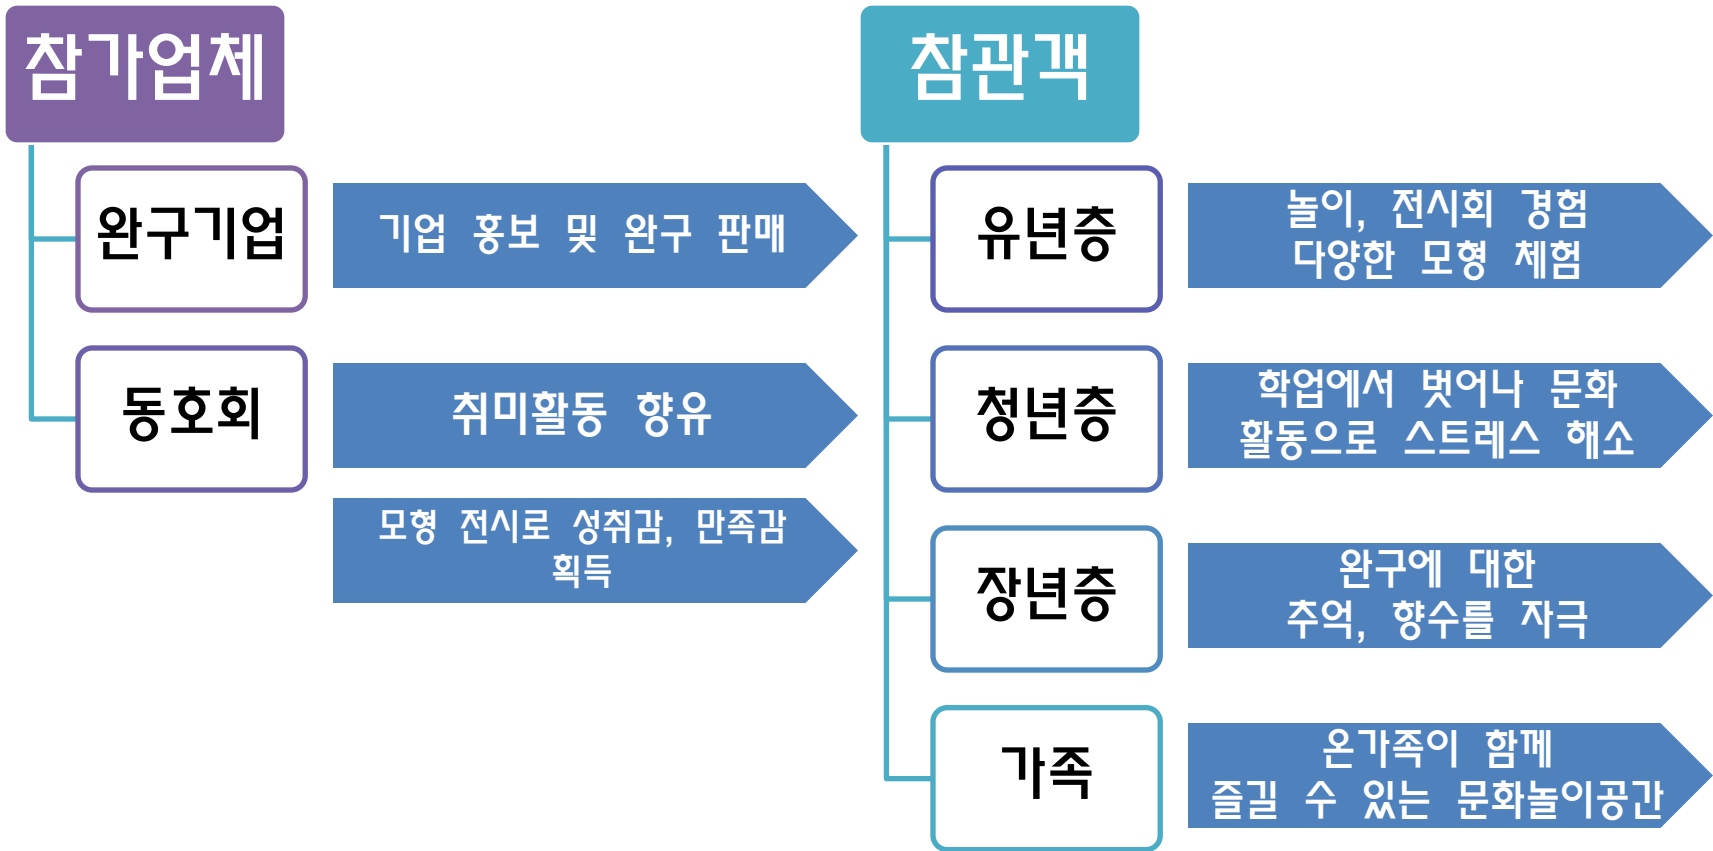 참가업체
완구기업
기업 홍보 및 완구 판매
동호회
취미활동 향유
모형 전시로 성취감, 만족감
획득
참관객
유년층
놀이, 전시회 경험
다양한 모형 체험
청년층
학업에서 벗어나 문화
활동으로 스트레스 해소
장년층
완구에 대한
추억, 향수를 자극
가족
온가족이 함께
즐길 수 있는 문화놀이공간